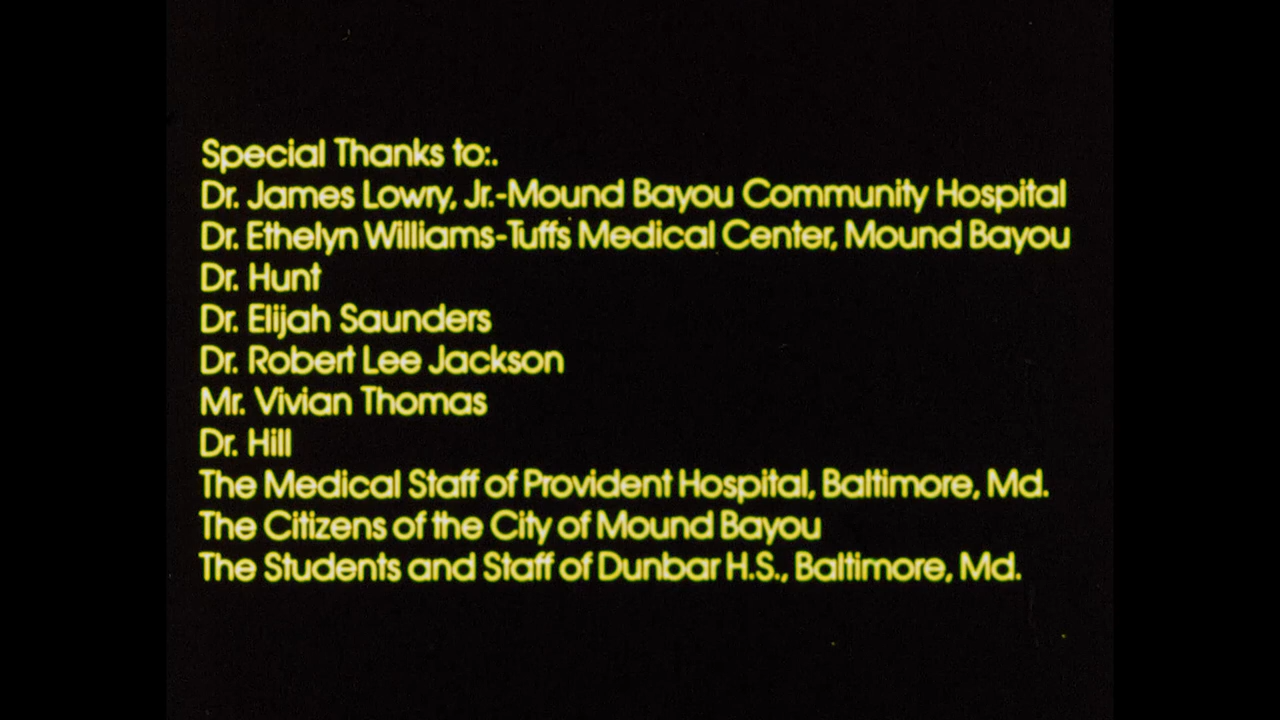 Special Thanks to:.
Dr. James Lowry, Jr.-Mound Bayou Community Hospital
Dr. Ethelyn Williams-Tuffs Medical Center, Mound Bayou
Dr. Hunt
Dr. Elijah Saunders
Dr. Robert Lee Jackson
Mr. Vivian Thomas
Dr. Hill
The Medical Staff of Provident Hospital, Baltimore, Md.
The Citizens of the City of Mound Bayou
The Students and Staff of Dunbar H.S., Baltimore, Md.